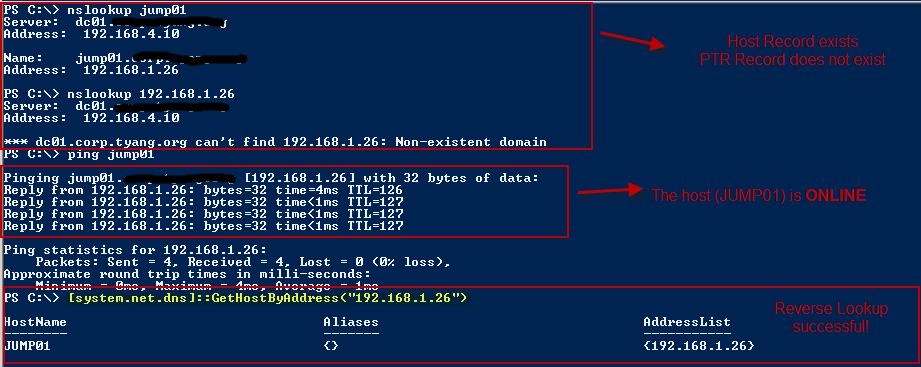 PS C:\> nslookup jump01
Server:  dc01.
Address:  192.168.4.10
Name:    jump01.
Address:  192.168.1.26
PS C:\> nslookup 192.168.1.26
Server:  dc01.
Address:  192.168.4.10
*** dc01.corp.tyang.org can't find 192.168.1.26: Non-existent domain
Host Record exists
PTR Record does not exist
PS C:\> ping jump01
Pinging jump01. [192.168.1.26] with 32 bytes of data:
Reply from 192.168.1.26: bytes=32 time=4ms TTL=126
Reply from 192.168.1.26: bytes=32 time<1ms TTL=127
Reply from 192.168.1.26: bytes=32 time<1ms TTL=127
Reply from 192.168.1.26: bytes=32 time<1ms TTL=127
The host (JUMP01) is ONLINE
Ping statistics for 192.168.1.26:
Packets: Sent = 4, Received = 4, Lost = 0 (0% loss),
Approximate round trip times in milli-seconds:
Minimum = 0ms, Maximum = 4ms, Average = 1ms
PS C:\> [system.net.dns]::GetHostByAddress("192.168.1.26")
Reverse Lookup
successful!
HostName Aliases AddressList
-------- ------- -----------
JUMP01 {} {192.168.1.26}